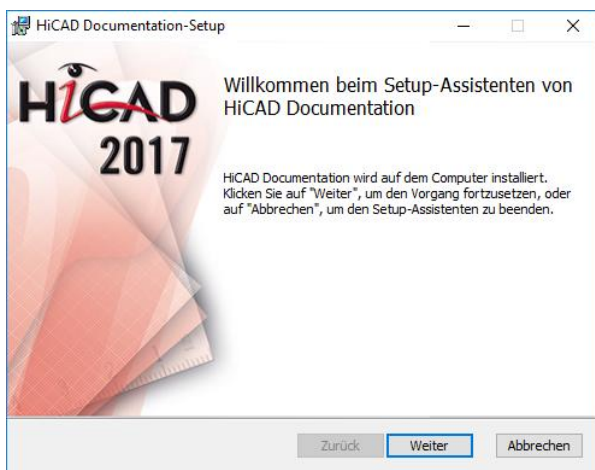 HiCAD Documentation-Setup
HiCAD
2017
Willkommen beim Setup-Assistenten von
HiCAD Documentation
HiCAD Documentation wird auf dem Computer installiert.
Klicken Sie auf "Weiter", um den Vorgang fortzusetzen, oder
auf "Abbrechen", um den Setup-Assistenten zu beenden.
Zurück
Weiter
Abbrechen